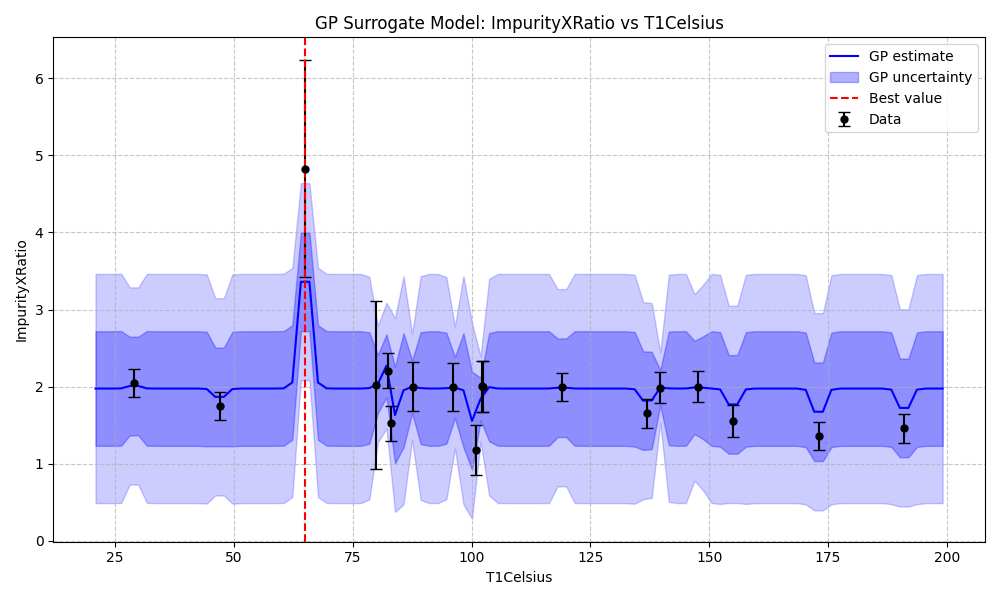 GP Surrogate Model: ImpurityXRatio vs T1Celsius
GP estimate
GP uncertainty
Best value
Data
ImpurityXRatio
6
5
4
3
2
1
0
25
50
75
100
125
150
175
200
T1Celsius